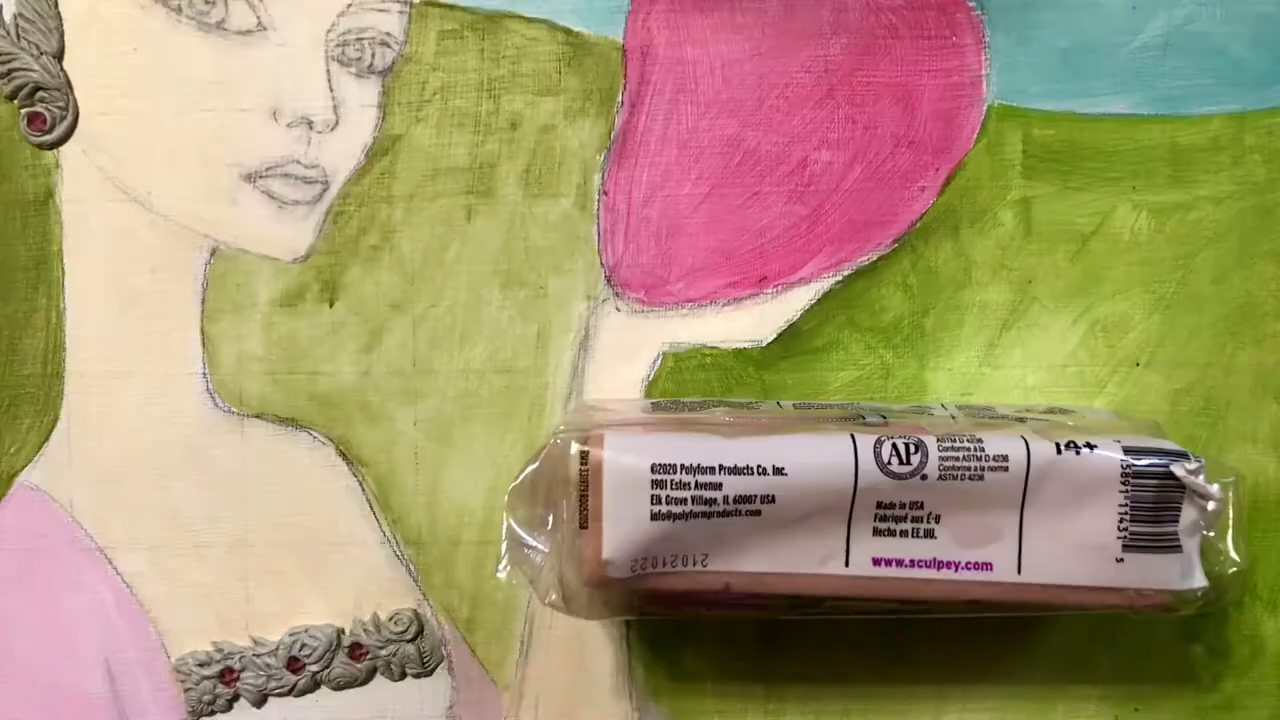 ©2020 Polyform Products Co. Inc.
1901 Estes Avenue
Elk Grove Village, IL 60007 USA
info@polyformproducts.com
21021022
AP
ASTM D 4236
Conforme à la
norme ASTM D 4236
Conforme a la norma
ASTM D 4236
Made in USA
Fabriqué aux É-U
Hecho en EE.UU.
www.sculpey.com
14+